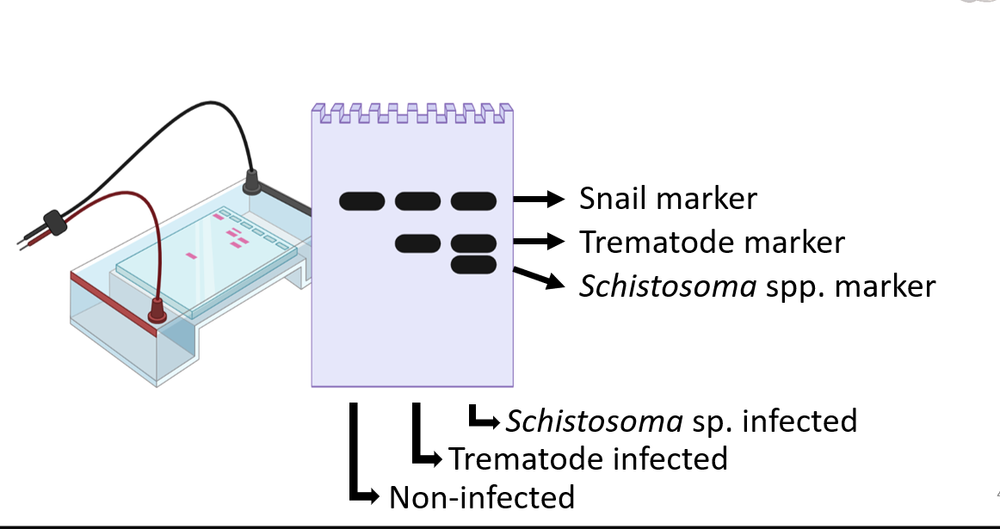 Snail marker
Trematode marker
Schistosoma spp. marker
Schistosoma sp. infected
Trematode infected
Non-infected